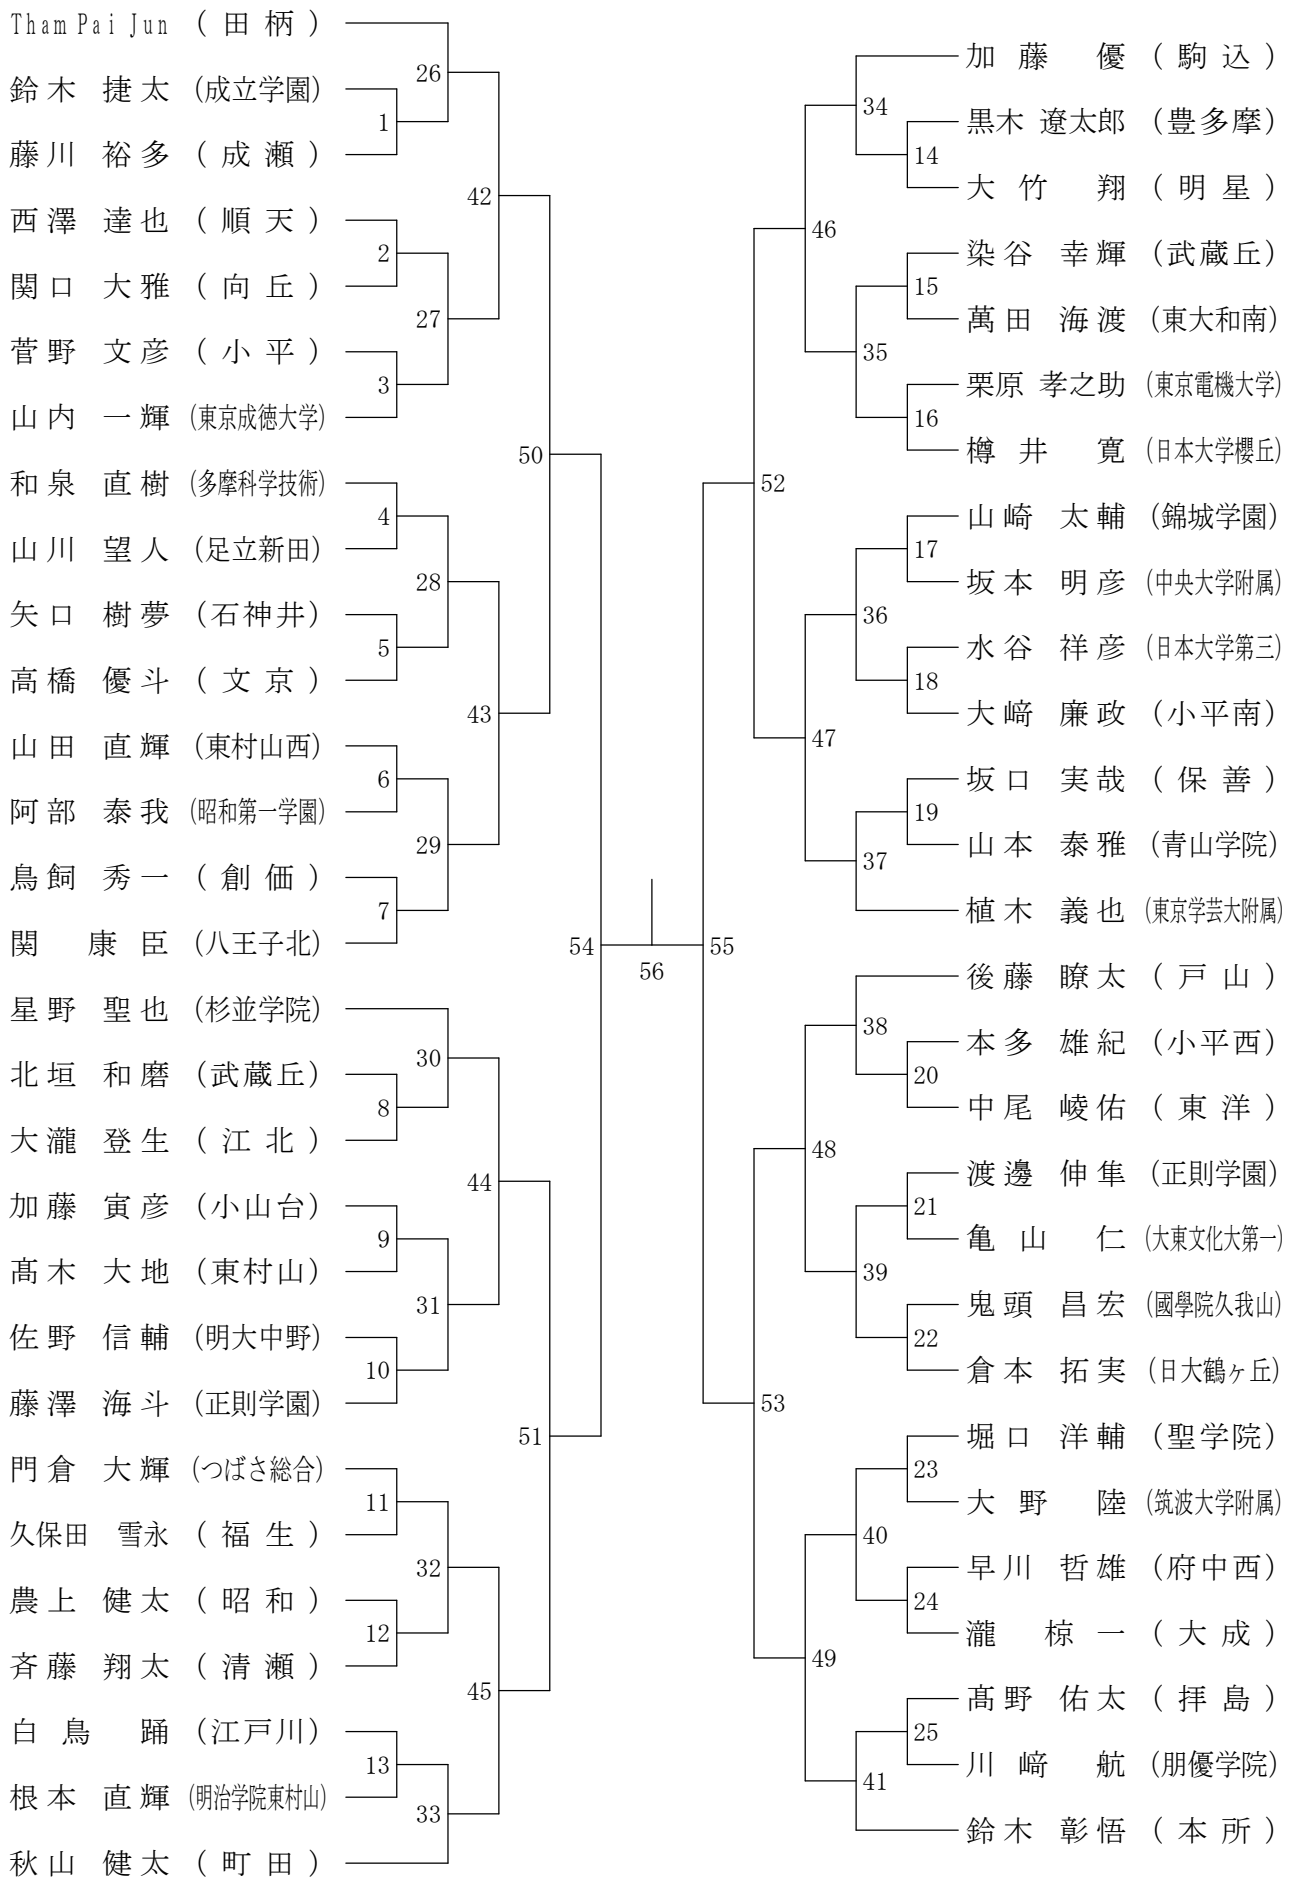 Tham Pai Jun （ 田 柄 ）
鈴木 捷太 （成立学園）
藤川 裕多 （ 成 瀬 ）
西澤 達也 （ 順 天 ）
関口 大雅 （ 向 丘 ）
菅野 文彦 （ 小 平 ）
山内 一輝 （東京成徳大学）
和泉 直樹 （多摩科学技術）
山川 望人 （足立新田）
矢口 樹夢 （石神井）
高橋 優斗 （ 文 京 ）
山田 直輝 （東村山西）
阿部 泰我 （昭和第一学園）
鳥飼 秀一 （ 創 価 ）
関 康臣 （八王子北）
星野 聖也 （杉並学院）
北垣 和磨 （武蔵丘）
大瀧 登生 （ 江 北 ）
加藤 寅彦 （小山台）
髙木 大地 （東村山）
佐野 信輔 （明大中野）
藤澤 海斗 （正則学園）
門倉 大輝 （つばさ総合）
久保田 雪永 （ 福 生 ）
農上 健太 （ 昭 和 ）
斉藤 翔太 （ 清 瀬 ）
白鳥 踊 （江戸川）
根本 直輝 （明治学院東村山）
秋山 健太 （ 町 田 ）
1
2
3
4
5
6
7
8
9
10
11
12
13
26
27
28
29
30
31
32
33
42
43
44
45
50
51
54
56
55
52
53
46
47
48
49
34
35
36
37
38
39
40
41
14
15
16
17
18
19
20
21
22
23
24
25
加藤 優 （ 駒 込 ）
黒木 遼太郎 （豊多摩）
大竹 翔 （ 明 星 ）
染谷 幸輝 （武蔵丘）
萬田 海渡 （東大和南）
栗原 孝之助 （東京電機大学）
樽井 寛 （日本大学櫻丘）
山崎 太輔 （錦城学園）
坂本 明彦 （中央大学附属）
水谷 祥彦 （日本大学第三）
大﨑 廉政 （小平南）
坂口 実哉 （ 保 善 ）
山本 泰雅 （青山学院）
植木 義也 （東京学芸大附属）
後藤 瞭太 （ 戸 山 ）
本多 雄紀 （小平西）
中尾 崚佑 （ 東 洋 ）
渡邊 伸隼 （正則学園）
亀山 仁 （大東文化大第一）
鬼頭 昌宏 （國學院久我山）
倉本 拓実 （日大鶴ヶ丘）
堀口 洋輔 （聖学院）
大野 陸 （筑波大学附属）
早川 哲雄 （府中西）
瀧 椋一 （ 大 成 ）
髙野 佑太 （ 拝 島 ）
川﨑 航 （朋優学院）
鈴木 彰悟 （ 本 所 ）